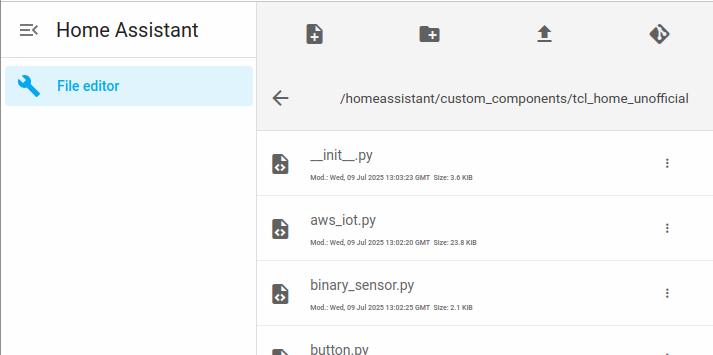 Home Assistant
File editor
/homeassistant/custom_components/tcl_home_unofficial
__init__.py
Mod.: Wed, 09 Jul 2025 13:03:23 GMT Size: 3.6 KiB
aws_iot.py
Mod.: Wed, 09 Jul 2025 13:02:20 GMT Size: 23.8 KiB
binary_sensor.py
Mod.: Wed, 09 Jul 2025 13:02:25 GMT Size: 2.1 KiB
button.py